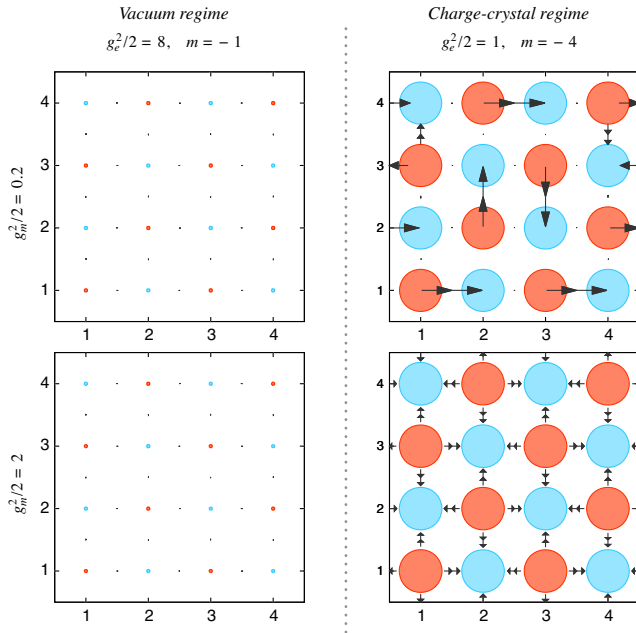 Vacuum regime
Charge-crystal regime
g_e^2/2 = 8, m = − 1
g_e^2/2 = 1, m = − 4
g_m^2/2 = 0.2
4
3
2
1
1 2 3 4
4
3
2
1
1 2 3 4
g_m^2/2 = 2
4
3
2
1
1 2 3 4
4
3
2
1
1 2 3 4